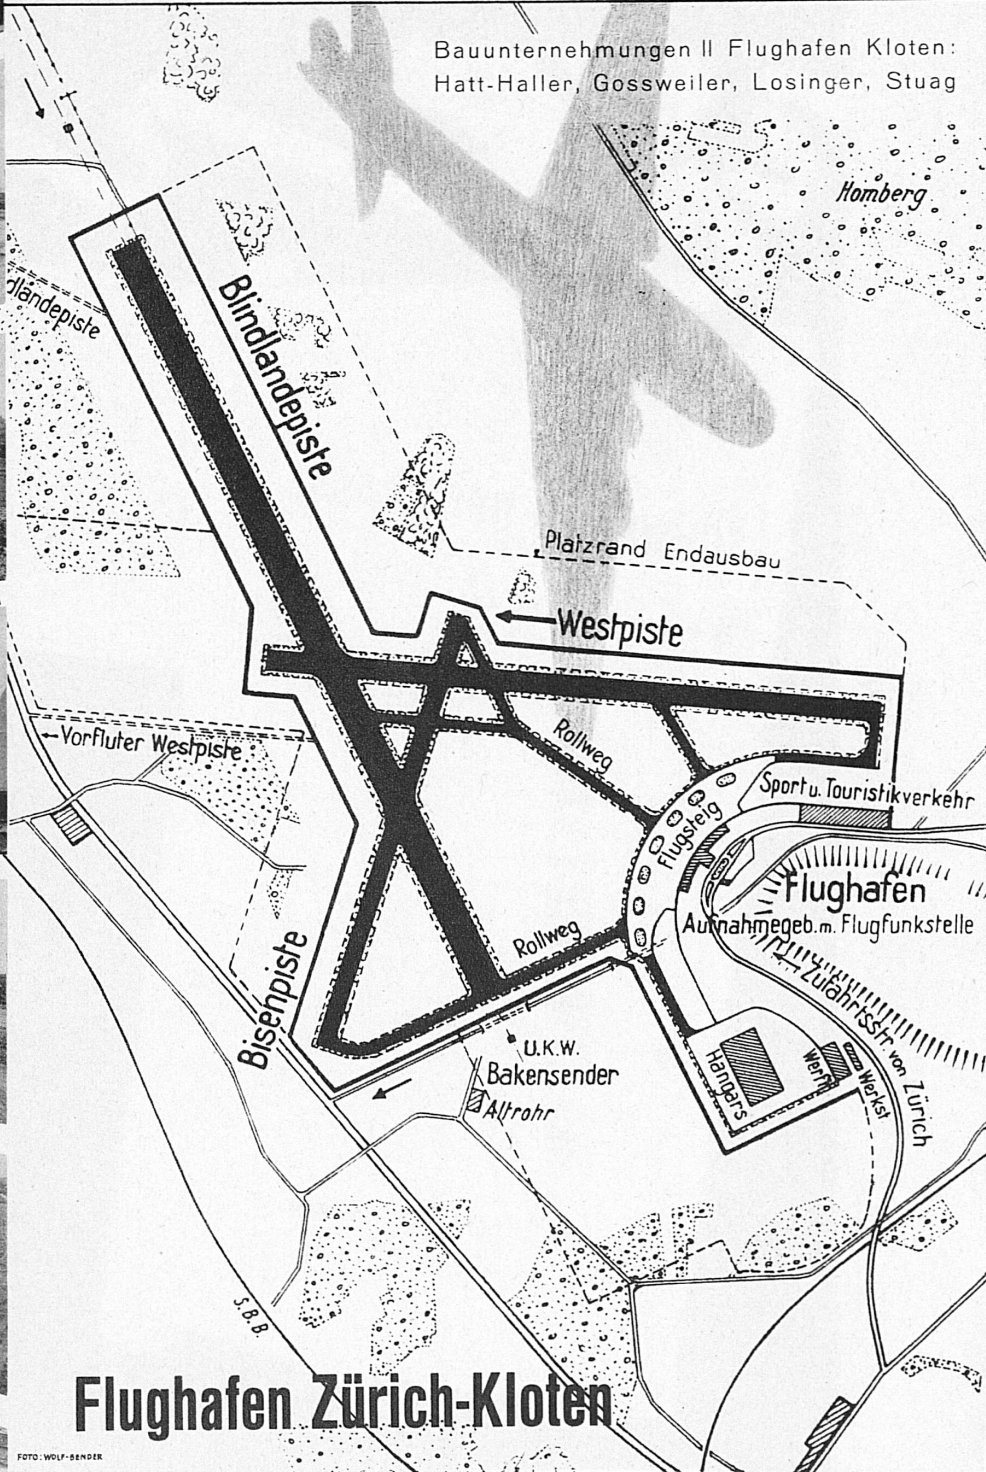 Bauunternehmungen II Flughafen Kloten:
Hatt-Haller, Gossweiler, Losinger, Stuag
Homberg
dlandepiste
Blindlandepiste
Platzrand Endausbau
Westpiste
Vorfluter Westpiste
Rollweg
Sport u. Touristikverkehr
Flugsteig
Flughafen
Aufnahmegeb. m. Flugfunkstelle
Rollweg
Zufahrtsstr. von Zürich
Bisenpiste
U.K.W.
Bakensender
Altrohr
Hangars
Werft
Werkst
S.B.B.
Flughafen Zürich-Kloten
FOTO: WOLF-BENDER